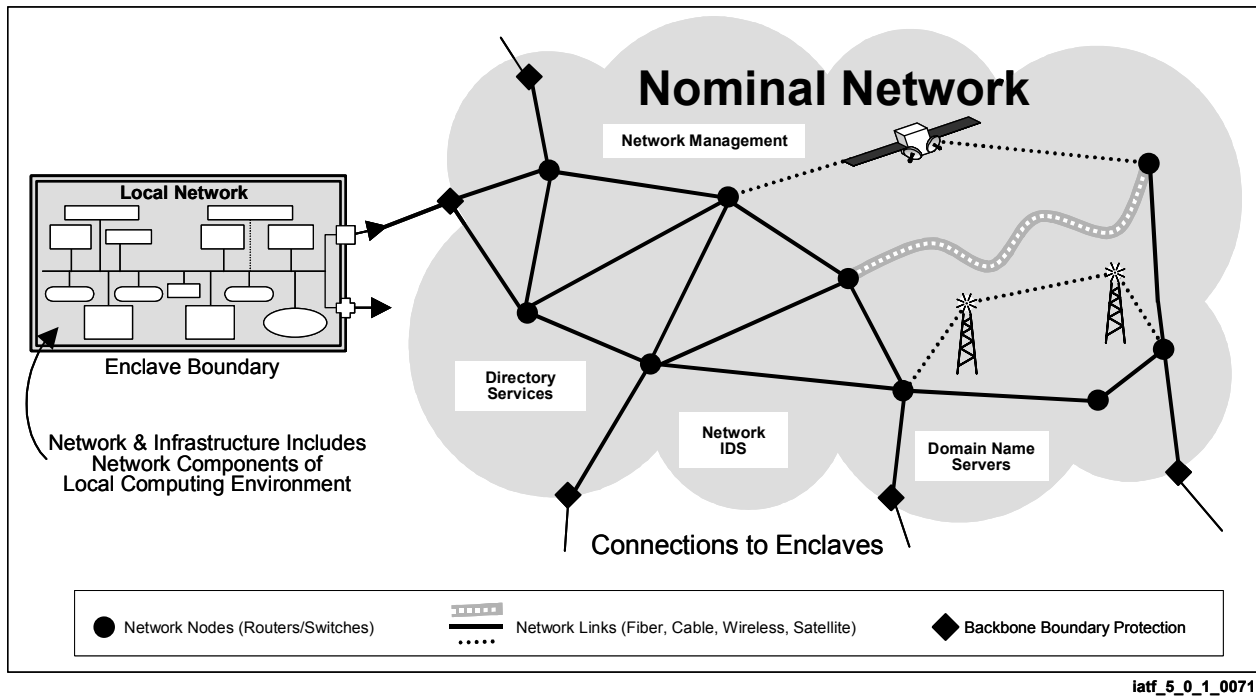 Nominal Network
Network Management
Local Network
Enclave Boundary
Directory
Services
Network
IDS
Domain Name
Servers
Network & Infrastructure Includes
Network Components of
Local Computing Environment
Connections to Enclaves
Network Nodes (Routers/Switches)
Network Links (Fiber, Cable, Wireless, Satellite)
Backbone Boundary Protection
iatf_5_0_1_0071